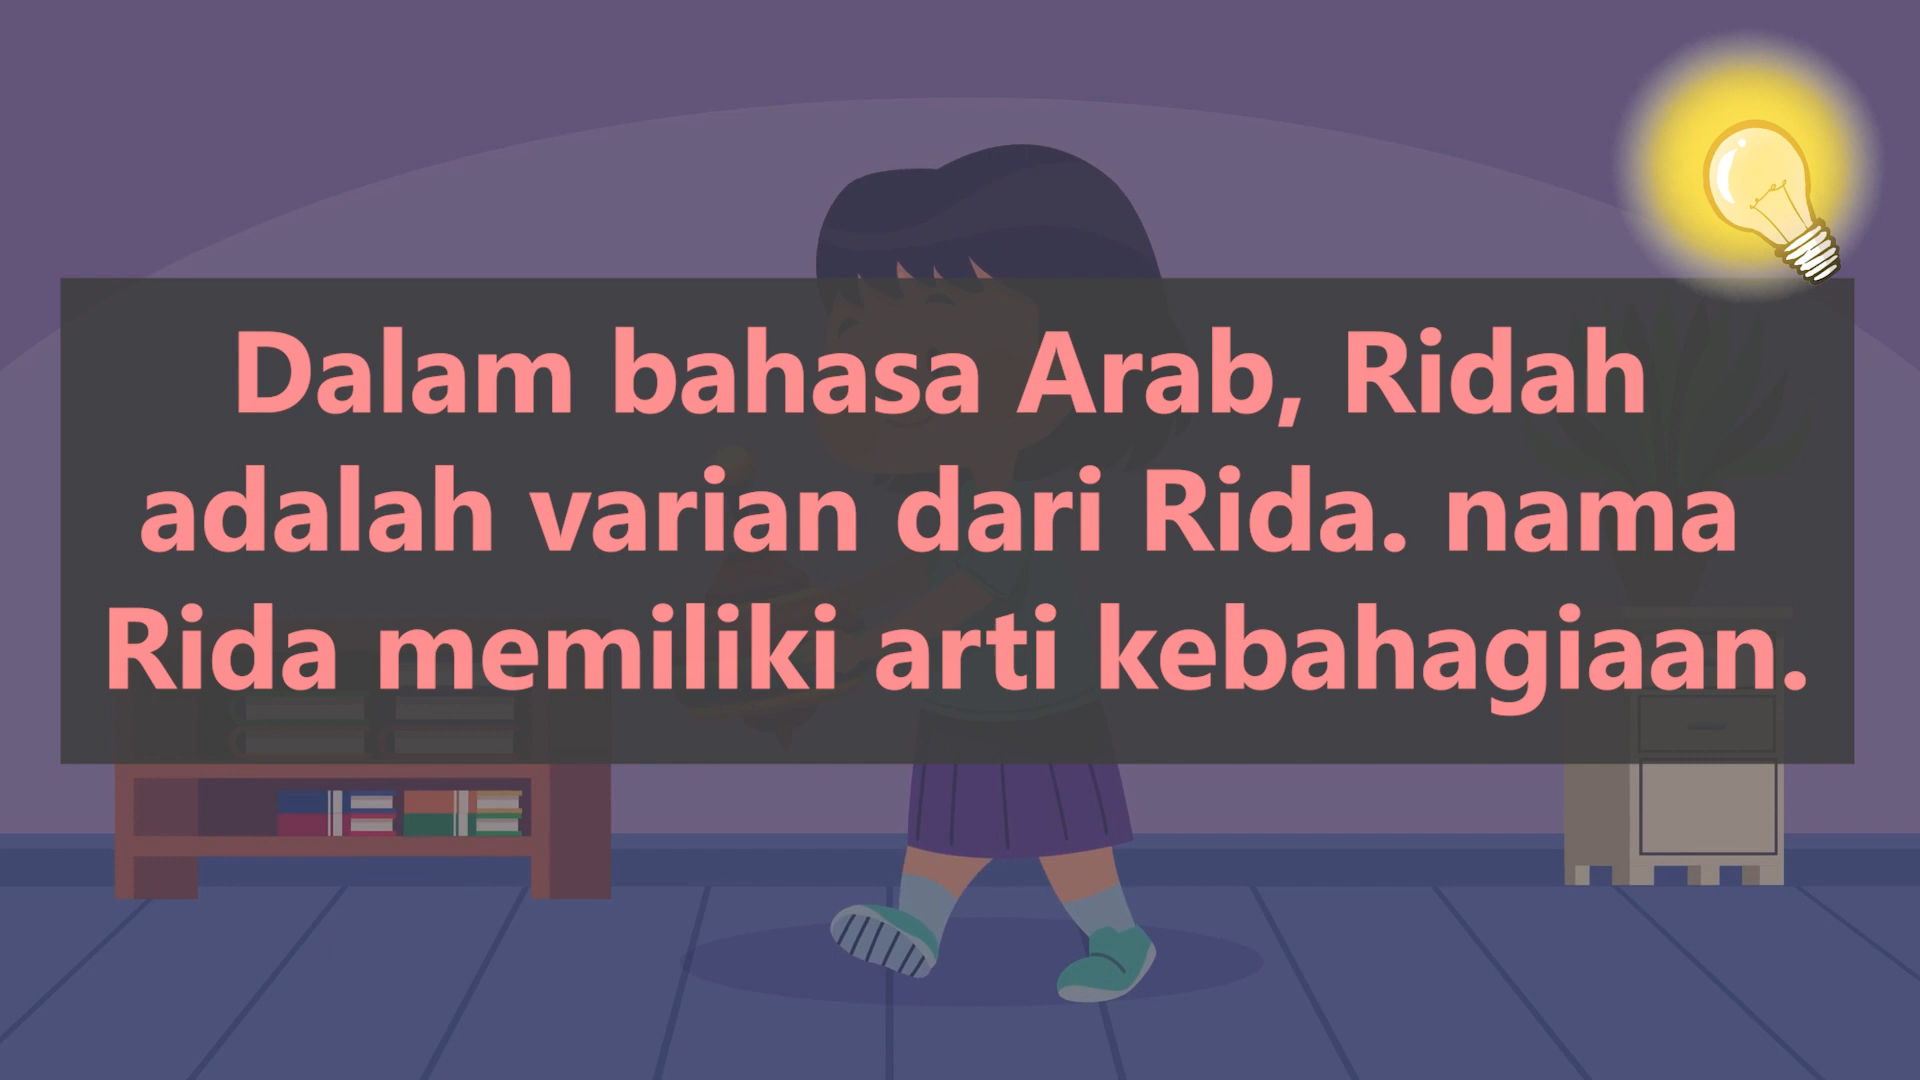 Dalam bahasa Arab, Ridah
adalah varian dari Rida. nama
Rida memiliki arti kebahagiaan.